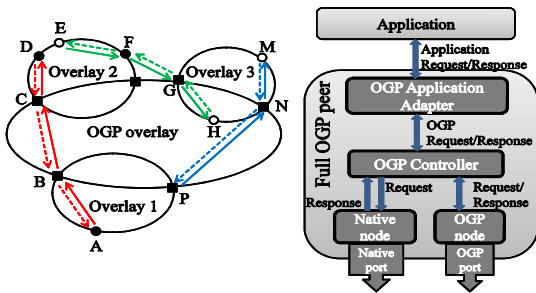 E
F
D
Overlay 2
C
G
Overlay 3
M
N
H
OGP overlay
B
Overlay 1
P
A
Application
Application
Request/Response
Full OGP peer
OGP Application
Adapter
OGP
Request/Response
OGP Controller
Response
Request
Request/
Response
Native
node
OGP
node
Native
port
OGP
port